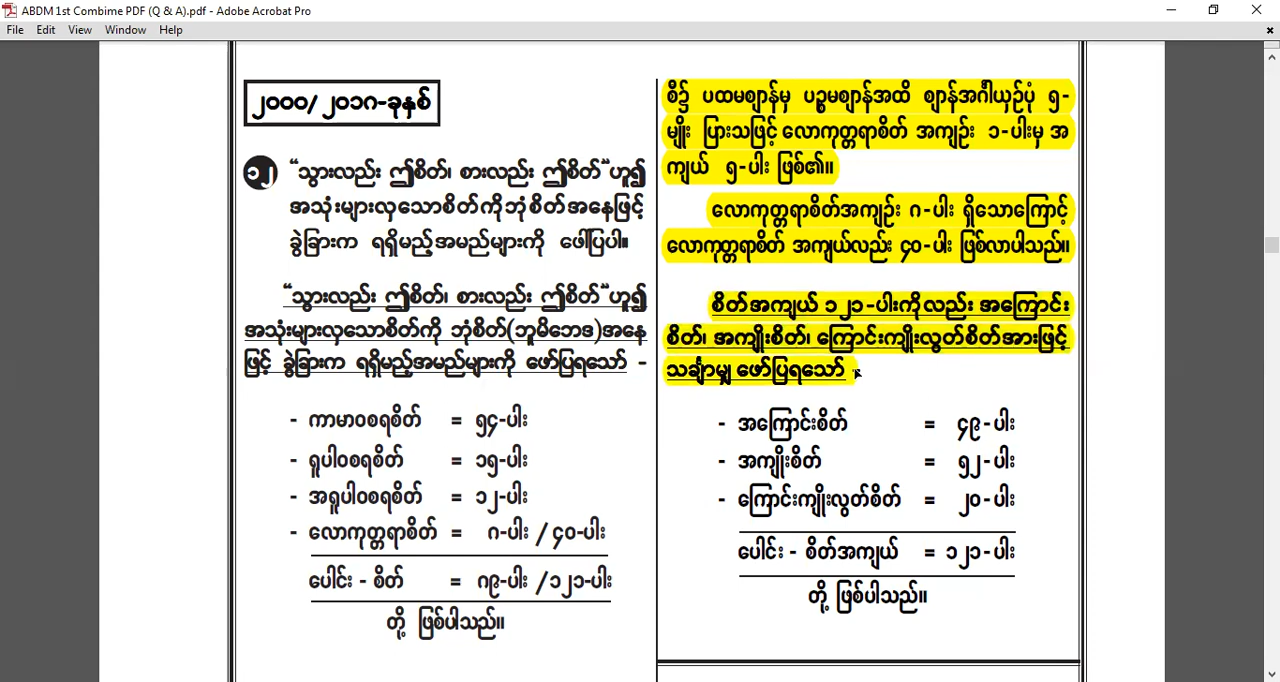 ABDM 1st Combime PDF (Q & A).pdf - Adobe Acrobat Pro
File Edit View Window Help
၂၀၀၀/၂၀၁၈-ခုနှစ်
၁၂ “သွားလည်း ဤစိတ်၊ စားလည်း ဤစိတ်“ဟူ၍
အသုံးများလှသောစိတ်ကိုဘုံစိတ်အနေဖြင့်
ခွဲခြားက ရရှိမည့်အမည်များကို ဖေါ်ပြပါ။
“သွားလည်း ဤစိတ်၊ စားလည်း ဤစိတ်“ဟူ၍
အသုံးများလှသောစိတ်ကို ဘုံစိတ်(ဘူမိဘေဒ)အနေ
ဖြင့် ခွဲခြားက ရရှိမည့်အမည်များကို ဖော်ပြရသော် -
- ကာမာဝစရစိတ် = ၅၄-ပါး
- ရူပါဝစရစိတ် = ၁၅-ပါး
- အရူပါဝစရစိတ် = ၁၂-ပါး
- လောကုတ္တရာစိတ် = ၈-ပါး / ၄၀-ပါး
ပေါင်း - စိတ် = ၈၉-ပါး / ၁၂၁-ပါး
တို့ ဖြစ်ပါသည်။
စီ၌ ပထမဈာန်မှ ပဉ္စမဈာန်အထိ ဈာန်အင်္ဂါယှဉ်ပုံ ၅-
မျိုး ပြားသဖြင့် လောကုတ္တရာစိတ် အကျဉ်း ၁-ပါးမှ အ
ကျယ် ၅-ပါး ဖြစ်၏။
လောကုတ္တရာစိတ်အကျဉ်း ၈-ပါး ရှိသောကြောင့်
လောကုတ္တရာစိတ် အကျယ်လည်း ၄၀-ပါး ဖြစ်လာပါသည်။
စိတ်အကျယ် ၁၂၁-ပါးကိုလည်း အကြောင်း
စိတ်၊ အကျိုးစိတ်၊ ကြောင်းကျိုးလွတ်စိတ်အားဖြင့်
သင်္ချာမျှ ဖော်ပြရသော်
- အကြောင်းစိတ် = ၄၉-ပါး
- အကျိုးစိတ် = ၅၂-ပါး
- ကြောင်းကျိုးလွတ်စိတ် = ၂၀-ပါး
ပေါင်း - စိတ်အကျယ် = ၁၂၁-ပါး
တို့ ဖြစ်ပါသည်။